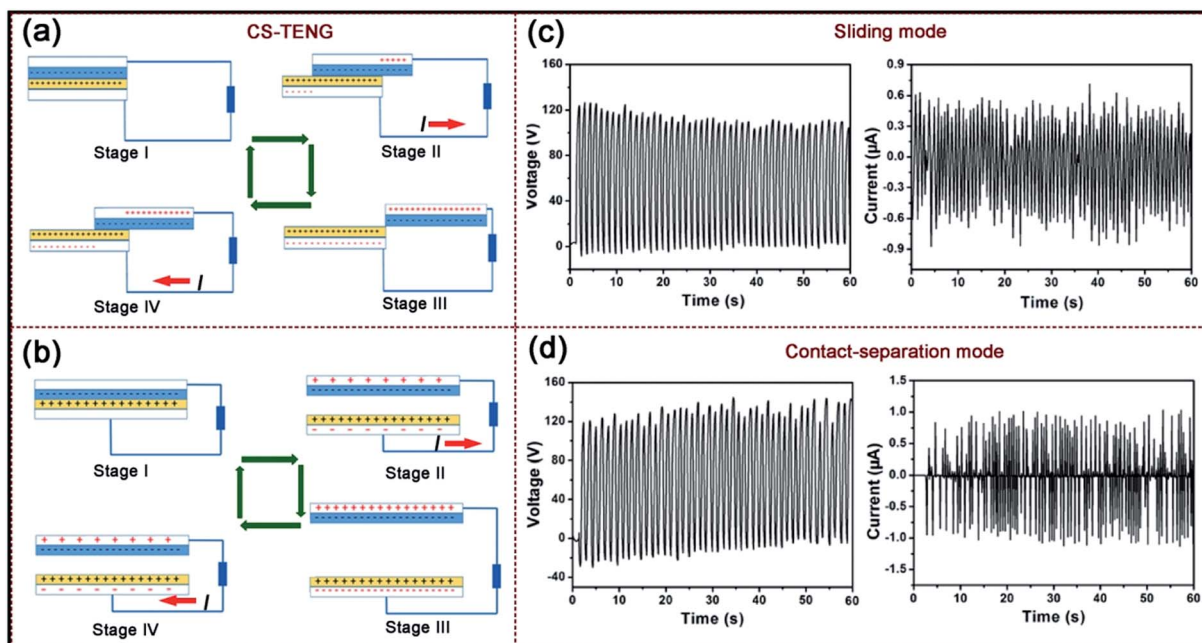 (a)
CS-TENG
Stage I
I
Stage II
I
Stage IV
Stage III
(b)
Stage I
I
Stage II
I
Stage IV
Stage III
(c)
Sliding mode
Voltage (V)
160
120
80
40
0
0 10 20 30 40 50 60
Time (s)
Currrent (μA)
0.9
0.6
0.3
0.0
-0.3
-0.6
-0.9
0 10 20 30 40 50 60
Time (s)
(d)
Contact-separation mode
Voltage (V)
160
120
80
40
0
-40
0 10 20 30 40 50 60
Time (s)
Current (μA)
1.5
1.0
0.5
0.0
-0.5
-1.0
-1.5
0 10 20 30 40 50 60
Time (s)